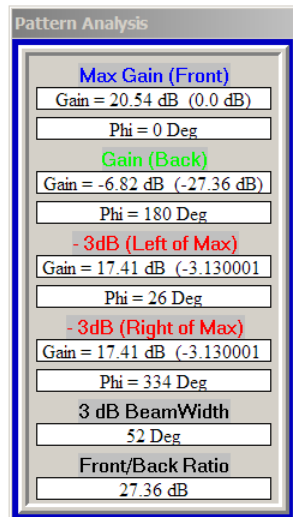 Pattern Analysis
Max Gain (Front)
Gain = 20.54 dB (0.0 dB)
Phi = 0 Deg
Gain (Back)
Gain = -6.82 dB (-27.36 dB)
Phi = 180 Deg
- 3dB (Left of Max)
Gain = 17.41 dB (-3.130001
Phi = 26 Deg
- 3dB (Right of Max)
Gain = 17.41 dB (-3.130001
Phi = 334 Deg
3 dB BeamWidth
52 Deg
Front/Back Ratio
27.36 dB